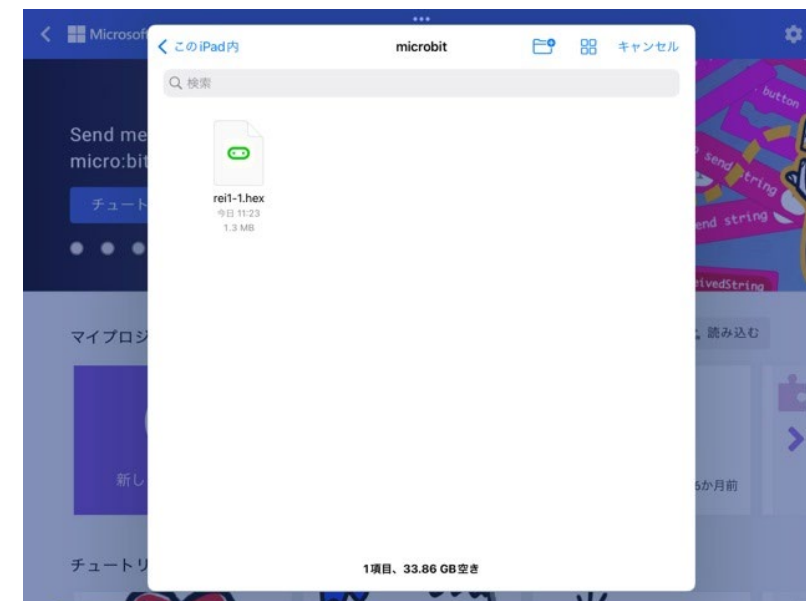 Microsof
このiPad内
microbit
キャンセル
検索
rei1-1.hex
今日 11:23
1.3 MB
1項目、33.86 GB空き
Send me
micro:bit
チュート
button
send string
end string
eivedString
マイプロジ
読み込む
新し
6か月前
チュートリ